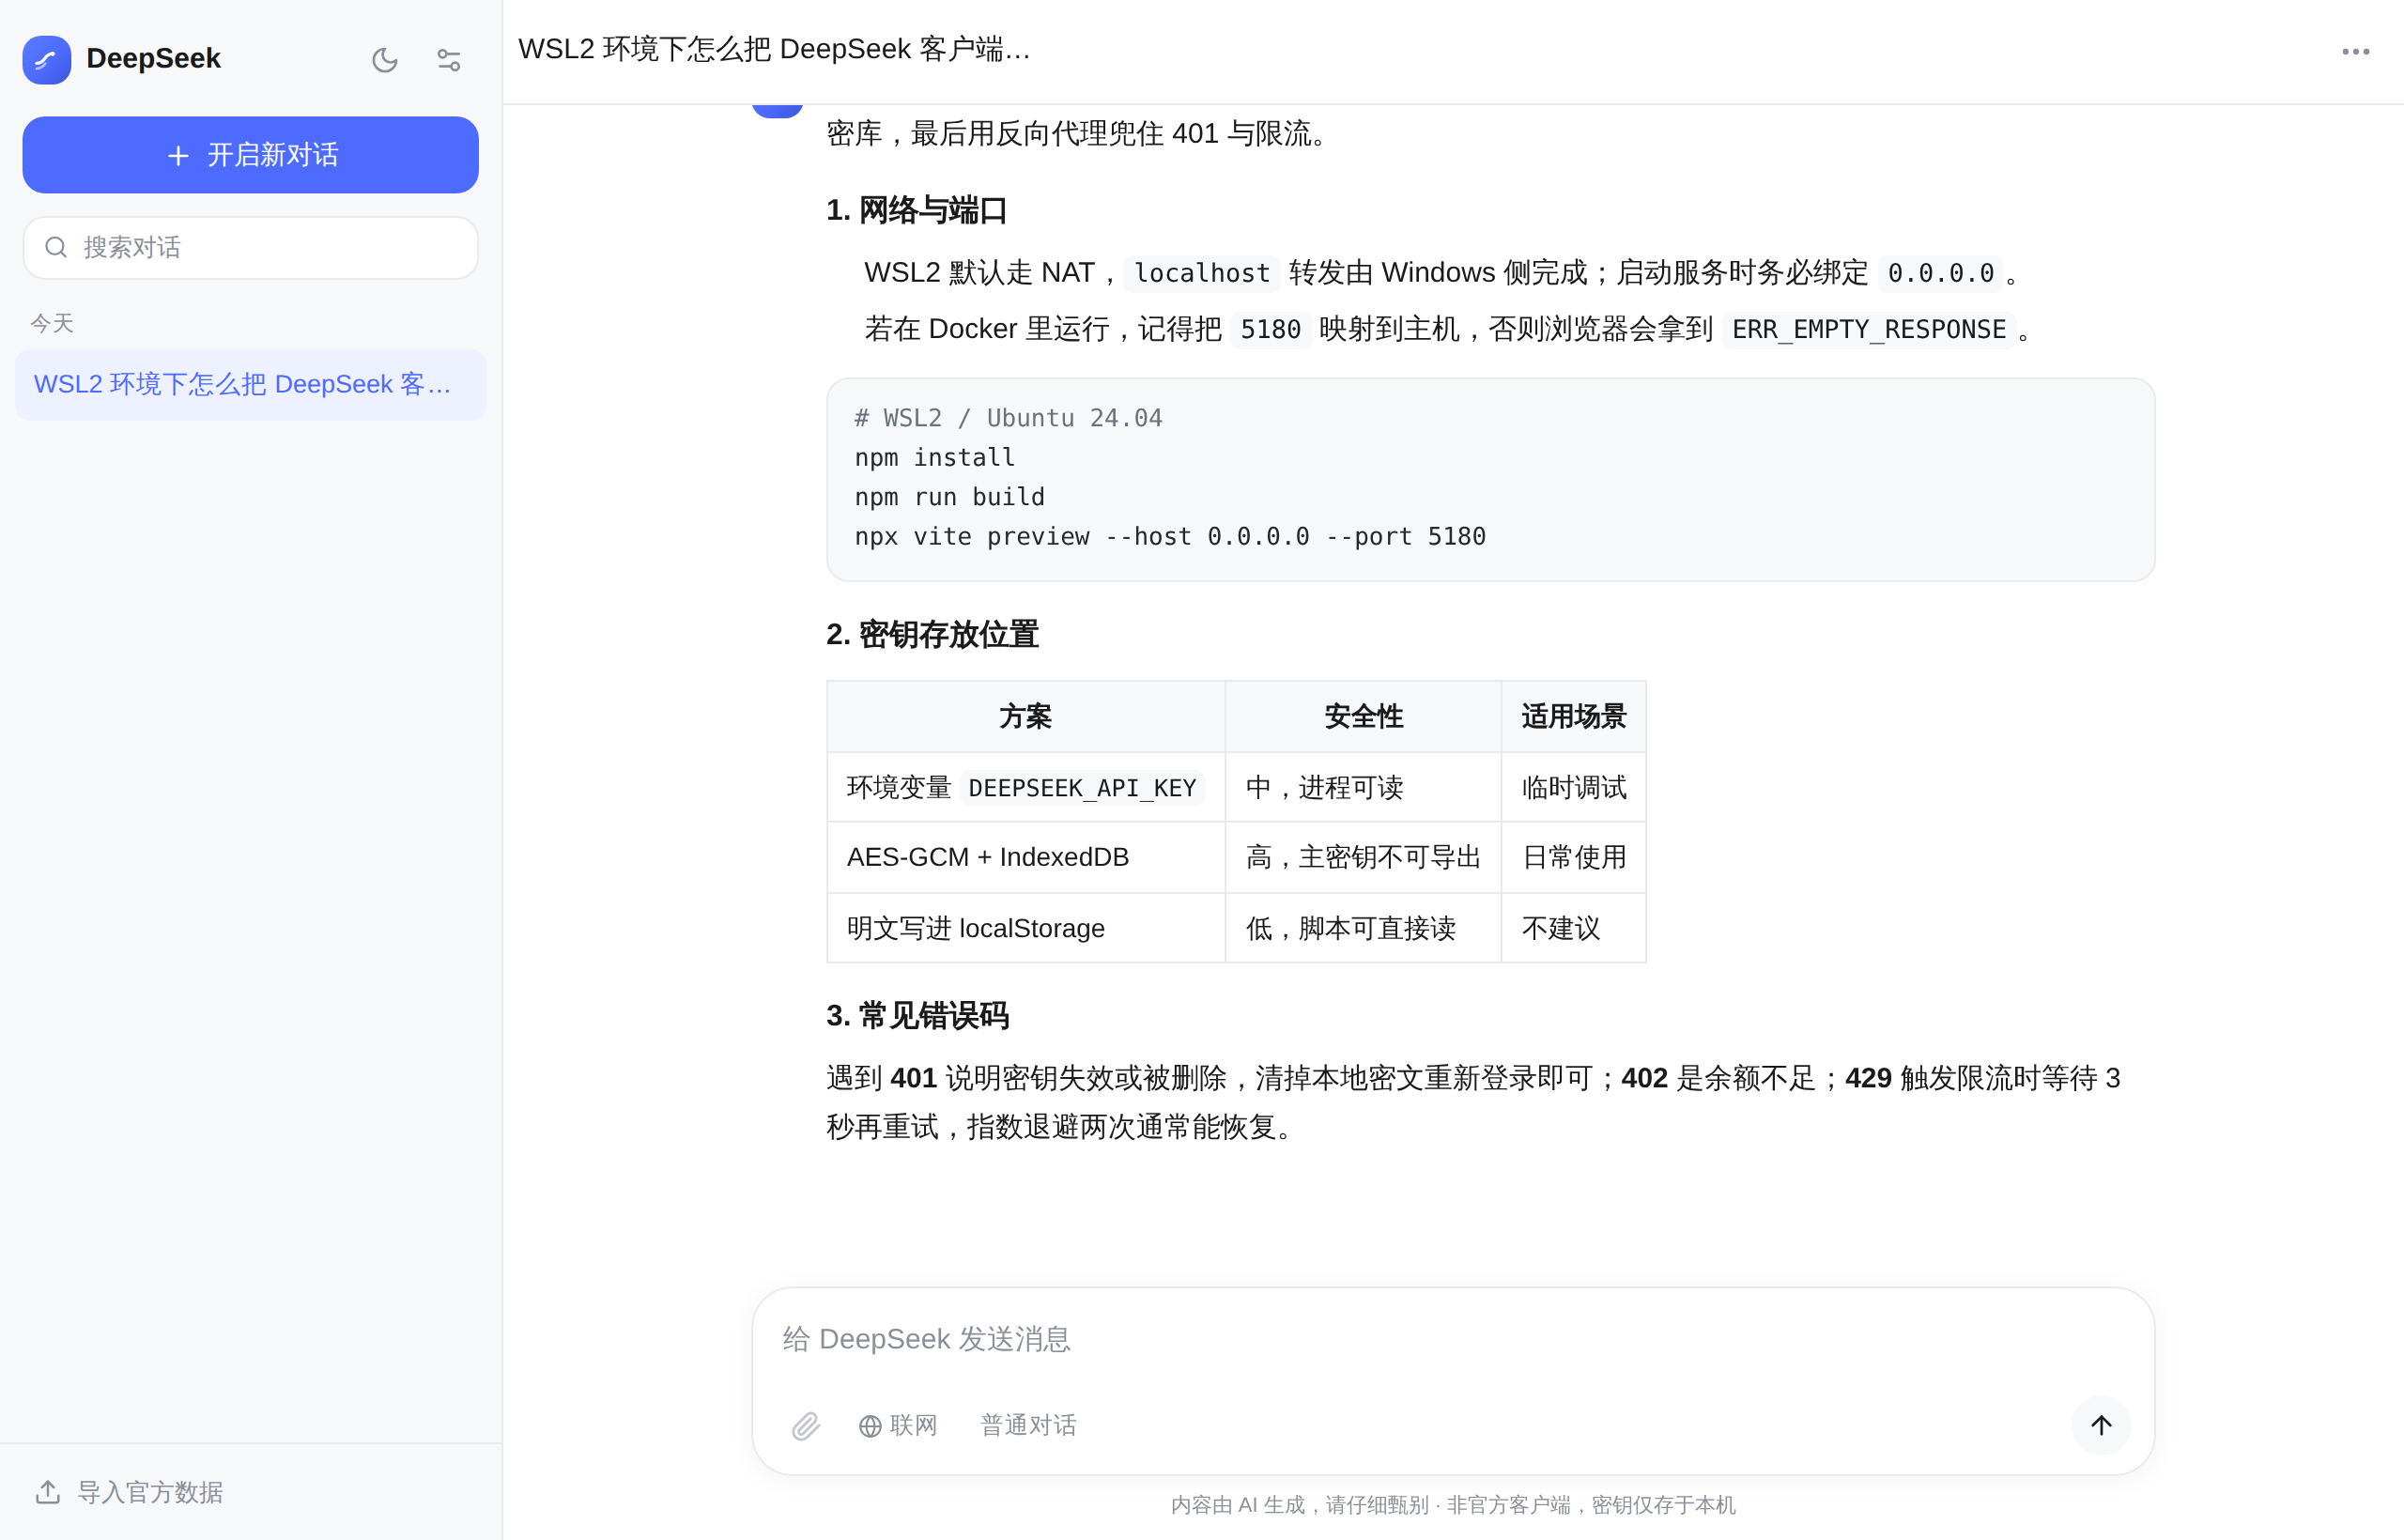 DeepSeek
开启新对话
搜索对话
今天
WSL2 环境下怎么把 DeepSeek 客…
导入官方数据
WSL2 环境下怎么把 DeepSeek 客户端…
密库，最后用反向代理兜住 401 与限流。
1. 网络与端口
WSL2 默认走 NAT，localhost 转发由 Windows 侧完成；启动服务时务必绑定 0.0.0.0。
若在 Docker 里运行，记得把 5180 映射到主机，否则浏览器会拿到 ERR_EMPTY_RESPONSE。
# WSL2 / Ubuntu 24.04
npm install
npm run build
npx vite preview --host 0.0.0.0 --port 5180
2. 密钥存放位置
方案 安全性 适用场景
环境变量 DEEPSEEK_API_KEY 中，进程可读 临时调试
AES-GCM + IndexedDB 高，主密钥不可导出 日常使用
明文写进 localStorage 低，脚本可直接读 不建议
3. 常见错误码
遇到 401 说明密钥失效或被删除，清掉本地密文重新登录即可；402 是余额不足；429 触发限流时等待 3
秒再重试，指数退避两次通常能恢复。
给 DeepSeek 发送消息
联网 普通对话
内容由 AI 生成，请仔细甄别 · 非官方客户端，密钥仅存于本机